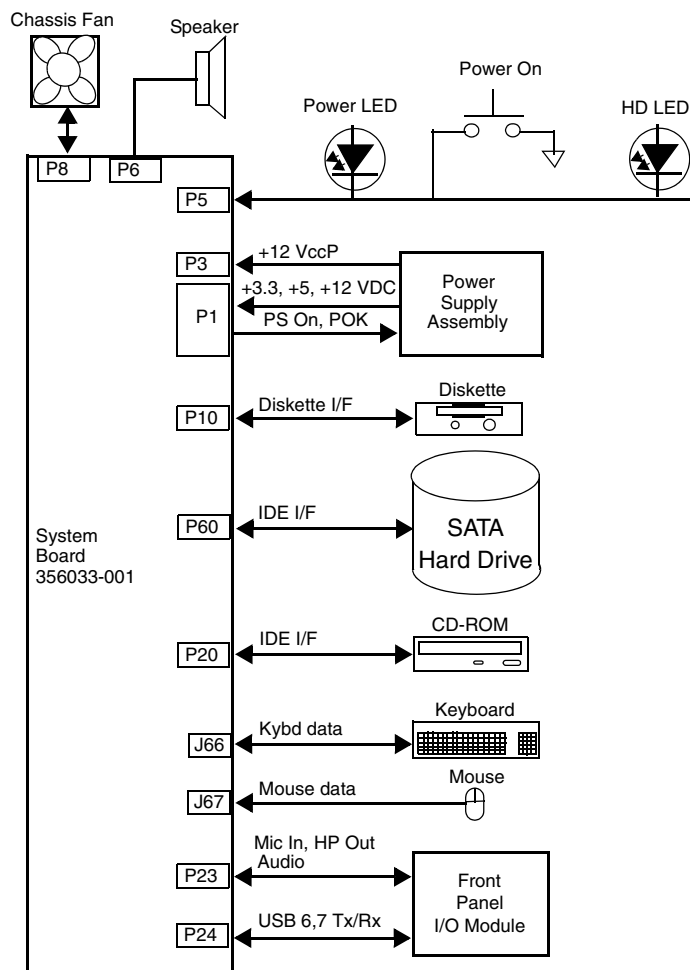 Chassis Fan
Speaker
Power On
Power LED
HD LED
P8
P6
P5
P3
+12 VccP
+3.3, +5, +12 VDC
P1
PS On, POK
Power
Supply
Assembly
Diskette
P10
Diskette I/F
P60
IDE I/F
SATA
Hard Drive
System
Board
356033-001
CD-ROM
P20
IDE I/F
Keyboard
J66
Kybd data
Mouse
J67
Mouse data
Mic In, HP Out
Audio
P23
Front
Panel
I/O Module
P24
USB 6,7 Tx/Rx